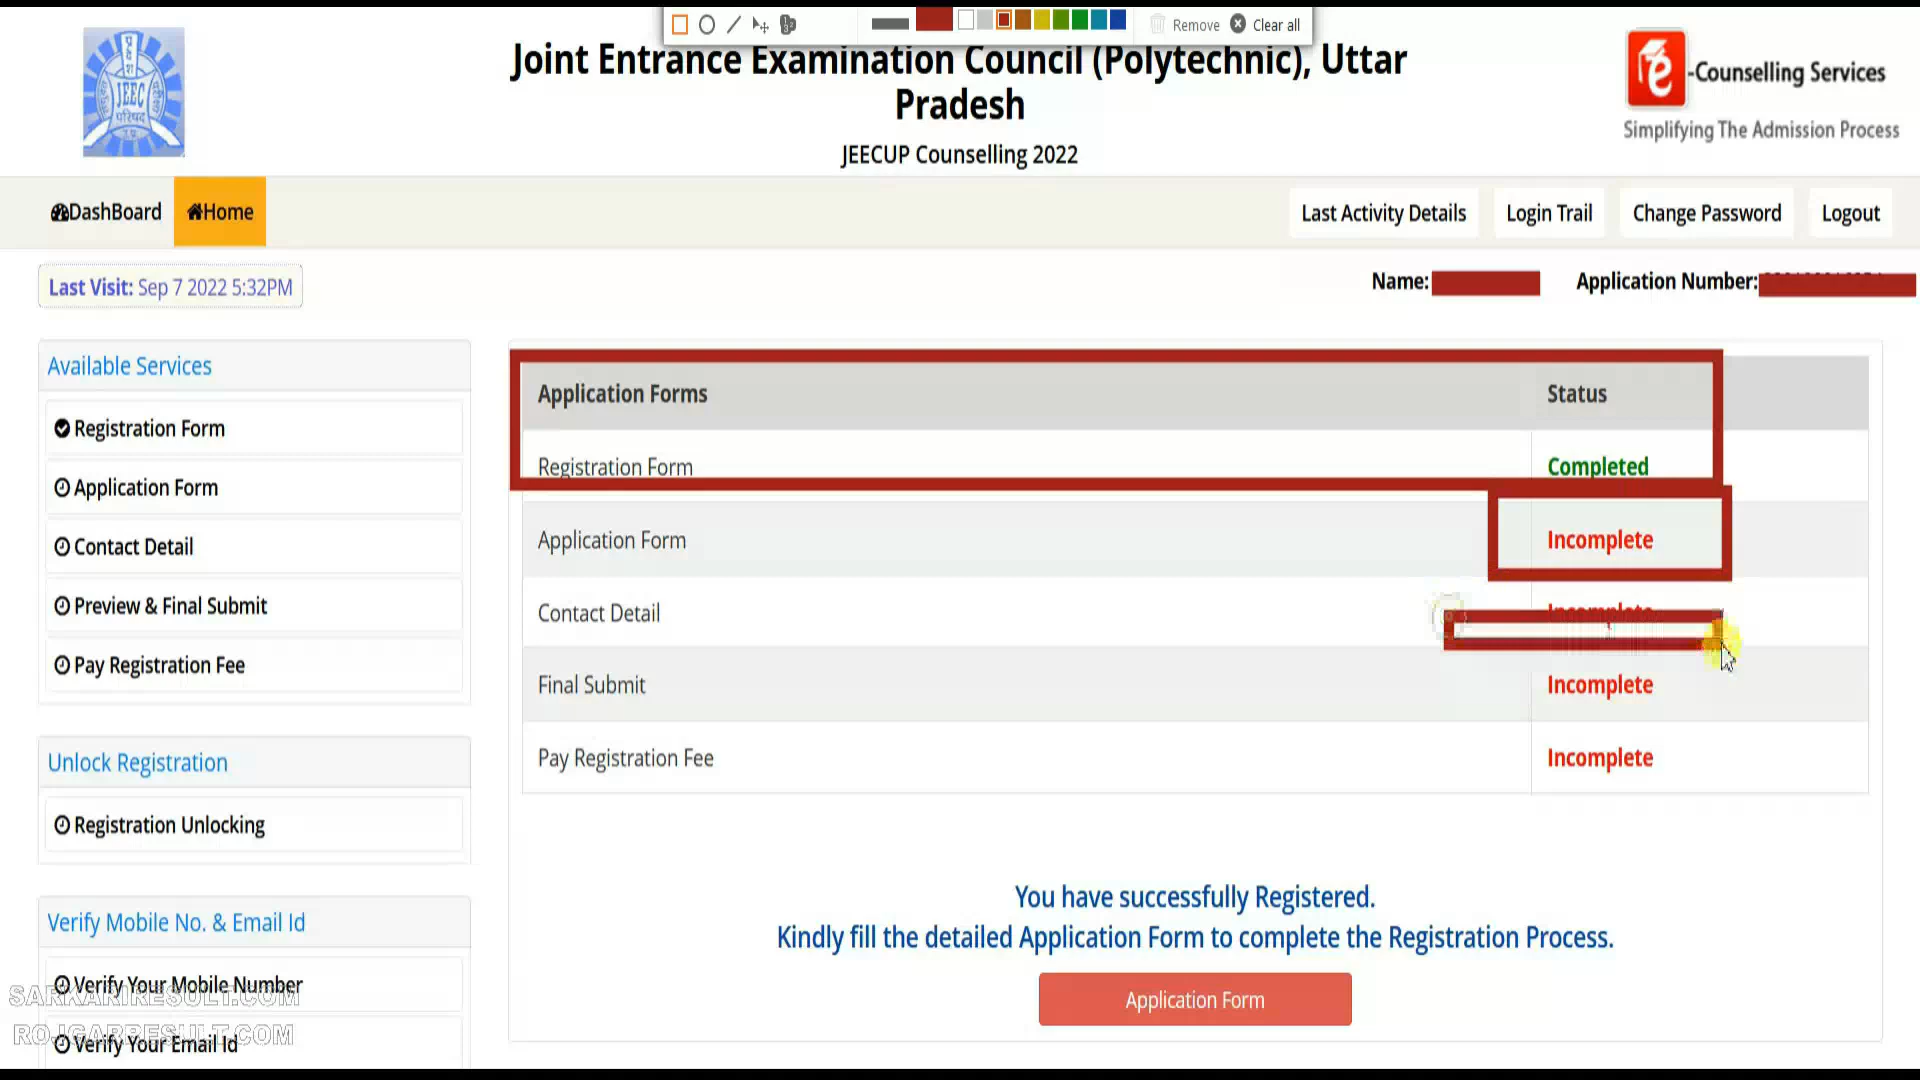 Remove Clear all
Joint Entrance Examination Council (Polytechnic), Uttar
Pradesh
JEECUP Counselling 2022
JEEC
परिषद
e-Counselling Services
Simplifying The Admission Process
DashBoard Home
Last Activity Details Login Trail Change Password Logout
Last Visit: Sep 7 2022 5:32PM
Name: Application Number:
Available Services
Registration Form
Application Form
Contact Detail
Preview & Final Submit
Pay Registration Fee
Unlock Registration
Registration Unlocking
Verify Mobile No. & Email Id
Verify Your Mobile Number
SARKARIRESULT.COM
ROJGARRESULT.COM
Verify Your Email Id
Application Forms Status
Registration Form Completed
Application Form Incomplete
Contact Detail Incomplete
Final Submit Incomplete
Pay Registration Fee Incomplete
You have successfully Registered.
Kindly fill the detailed Application Form to complete the Registration Process.
Application Form